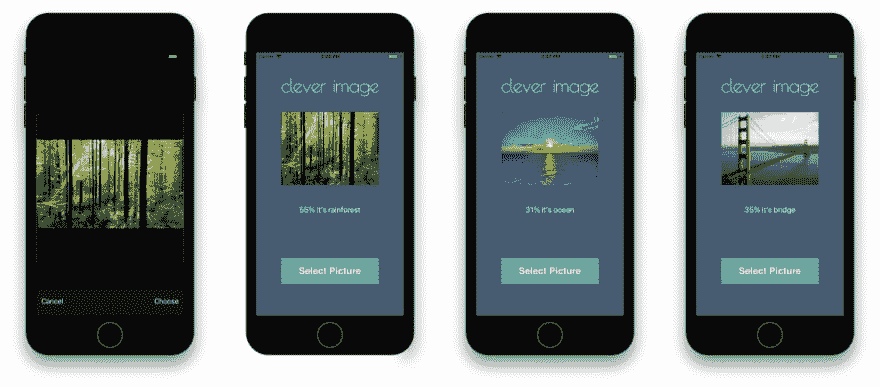 Cancel
Choose
clever image
55% it's rainforest
Select Picture
clever image
31% it's ocean
Select Picture
clever image
35% it's bridge
Select Picture